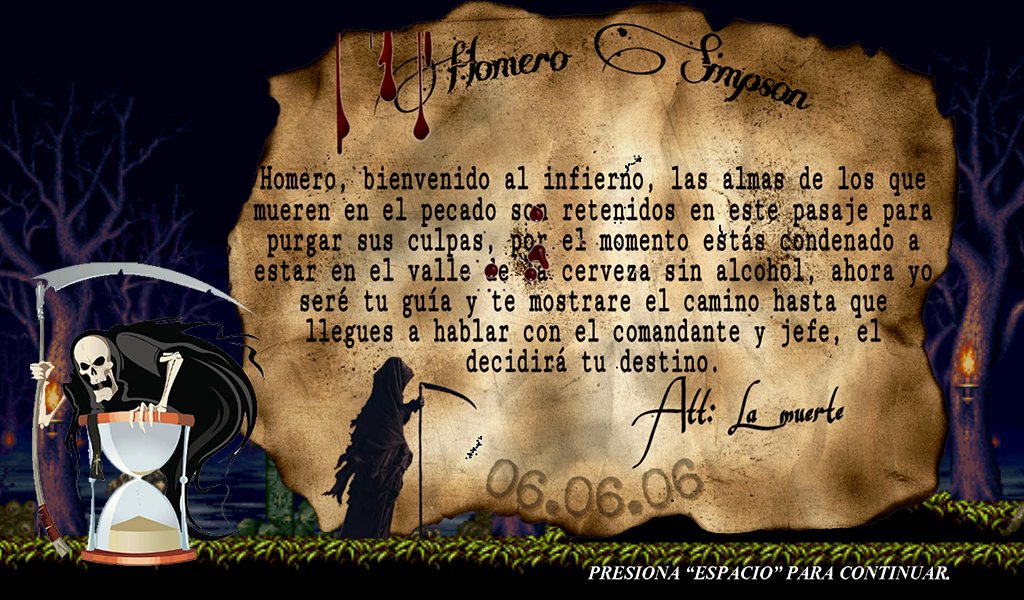 Homero Simpson
Homero, bienvenido al infierno, las almas de los que
mueren en el pecado son retenidos en este pasaje para
purgar sus culpas, por el momento estás condenado a
estar en el valle de la cerveza sin alcohol, ahora yo
seré tu guía y te mostrare el camino hasta que
llegues a hablar con el comandante y jefe, el
decidirá tu destino.
Att: La muerte
06.06.06
PRESIONA “ESPACIO” PARA CONTINUAR.